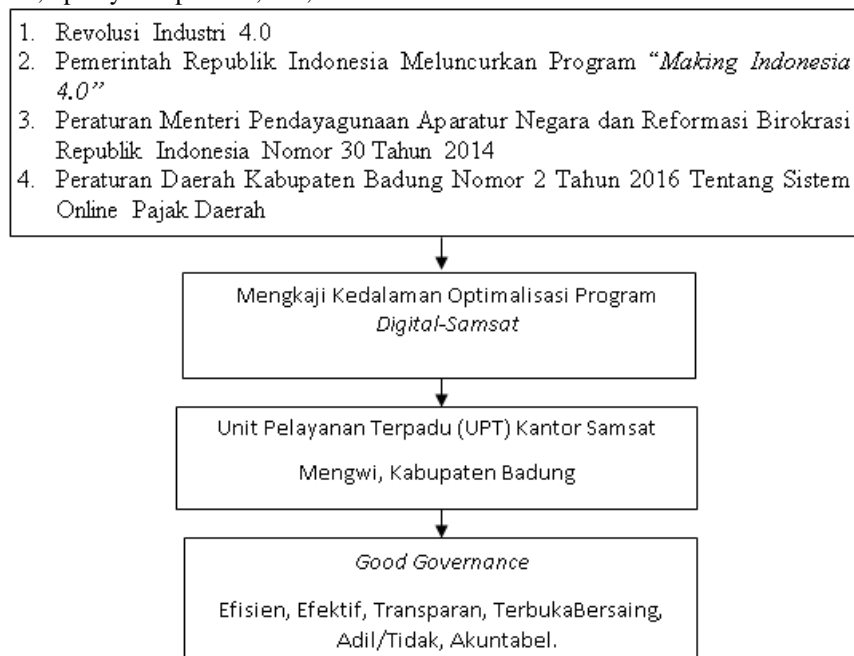 1. Revolusi Industri 4.0
2. Pemerintah Republik Indonesia Meluncurkan Program “Making Indonesia
4.0”
3. Peraturan Menteri Pendayagunaan Aparatur Negara dan Reformasi Birokrasi
Republik Indonesia Nomor 30 Tahun 2014
4. Peraturan Daerah Kabupaten Badung Nomor 2 Tahun 2016 Tentang Sistem
Online Pajak Daerah
Mengkaji Kedalaman Optimalisasi Program
Digital-Samsat
Unit Pelayanan Terpadu (UPT) Kantor Samsat
Mengwi, Kabupaten Badung
Good Governance
Efisien, Efektif, Transparan, TerbukaBersaing,
Adil/Tidak, Akuntabel.